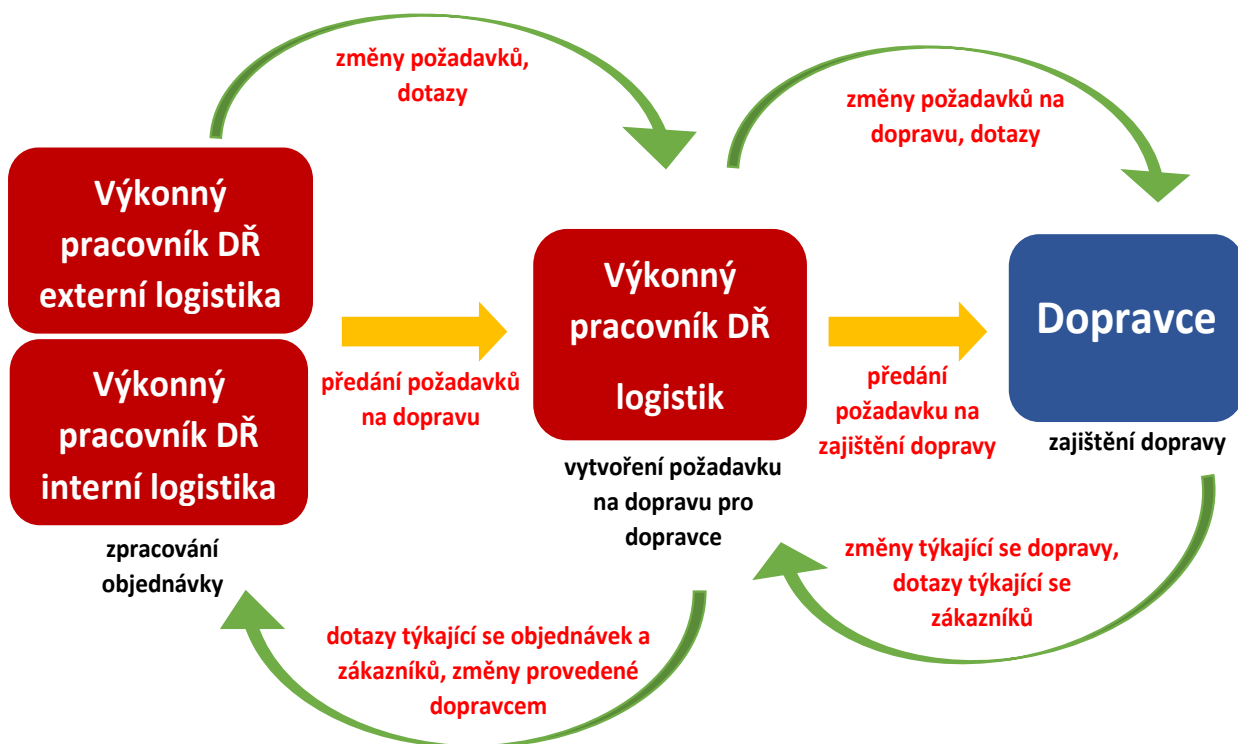 změny požadavků,
dotazy
změny požadavků na
dopravu, dotazy
Výkonný
pracovník DŘ
externí logistika
Výkonný
pracovník DŘ
interní logistika
zpracování
objednávky
předání požadavků
na dopravu
Výkonný
pracovník DŘ
logistik
vytvoření požadavku
na dopravu pro
dopravce
předání
požadavku na
zajištění dopravy
Dopravce
zajištění dopravy
změny týkající se dopravy,
dotazy týkající se
zákazníků
dotazy týkající se objednávek a
zákazníků, změny provedené
dopravcem